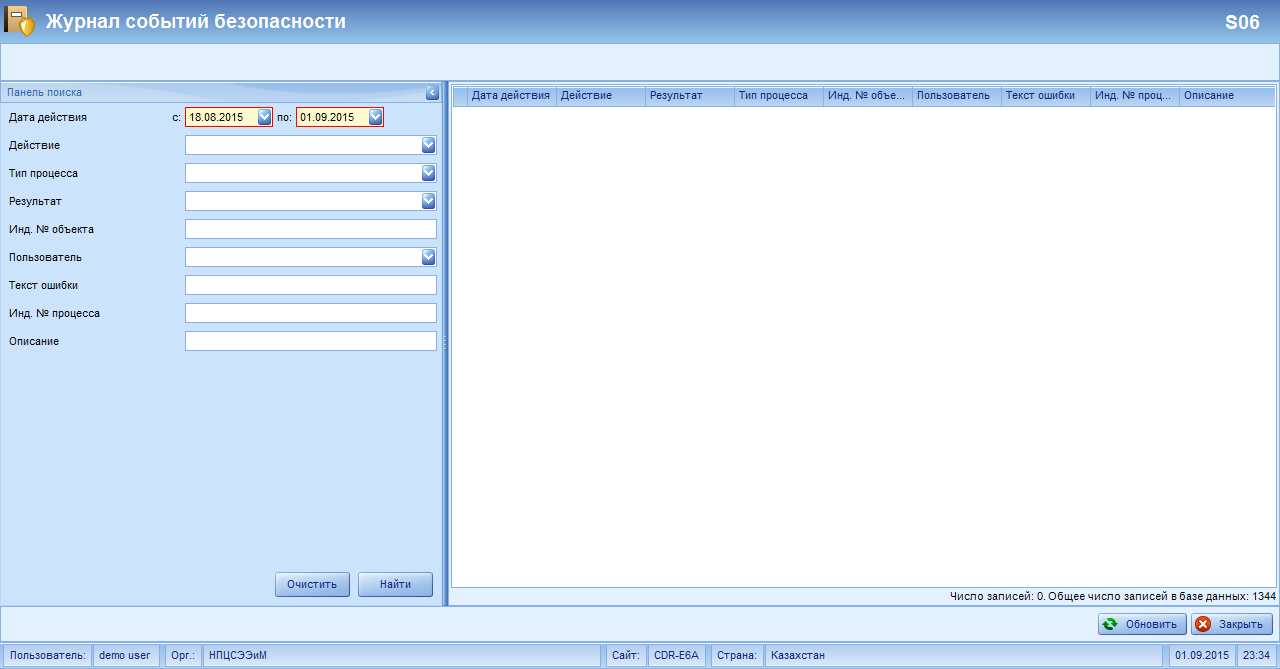 Журнал событий безопасности
S06
Панель поиска
Дата действия с: 18.08.2015 по: 01.09.2015
Действие
Тип процесса
Результат
Инд. № объекта
Пользователь
Текст ошибки
Инд. № процесса
Описание
Очистить Найти
Дата действия Действие Результат Тип процесса Инд. № объе... Пользователь Текст ошибки Инд. № проц... Описание
Число записей: 0. Общее число записей в базе данных: 1344
Обновить Закрыть
Пользователь: demo user Орг.: НПЦСЭЭиМ Сайт: CDR-E6A Страна: Казахстан 01.09.2015 23:34